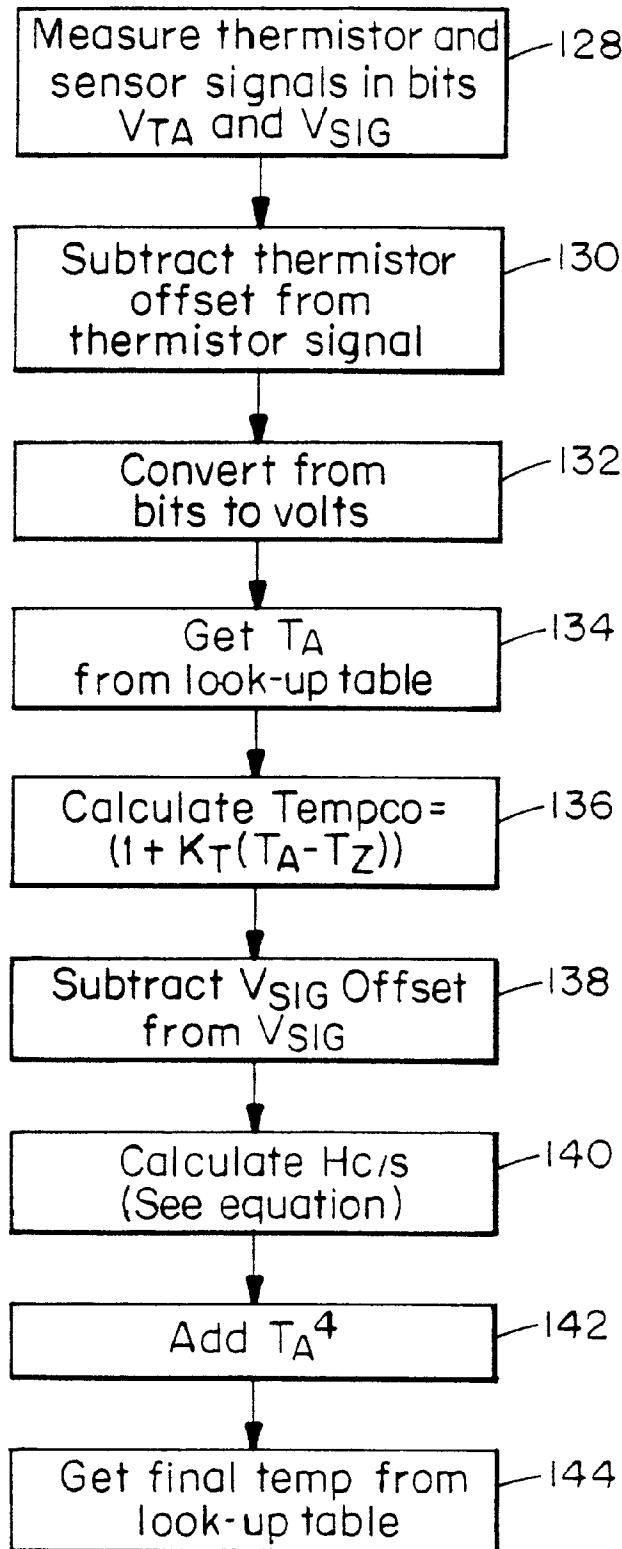 Measure thermistor and
sensor signals in bits
VTA and VSIG
128
Subtract thermistor
offset from
thermistor signal
130
Convert from
bits to volts
132
Get TA
from look-up table
134
Calculate Tempco=
(1+ KT(TA-TZ))
136
Subtract VSIG Offset
from VSIG
138
Calculate Hc/s
(See equation)
140
Add TA4
142
Get final temp from
look-up table
144